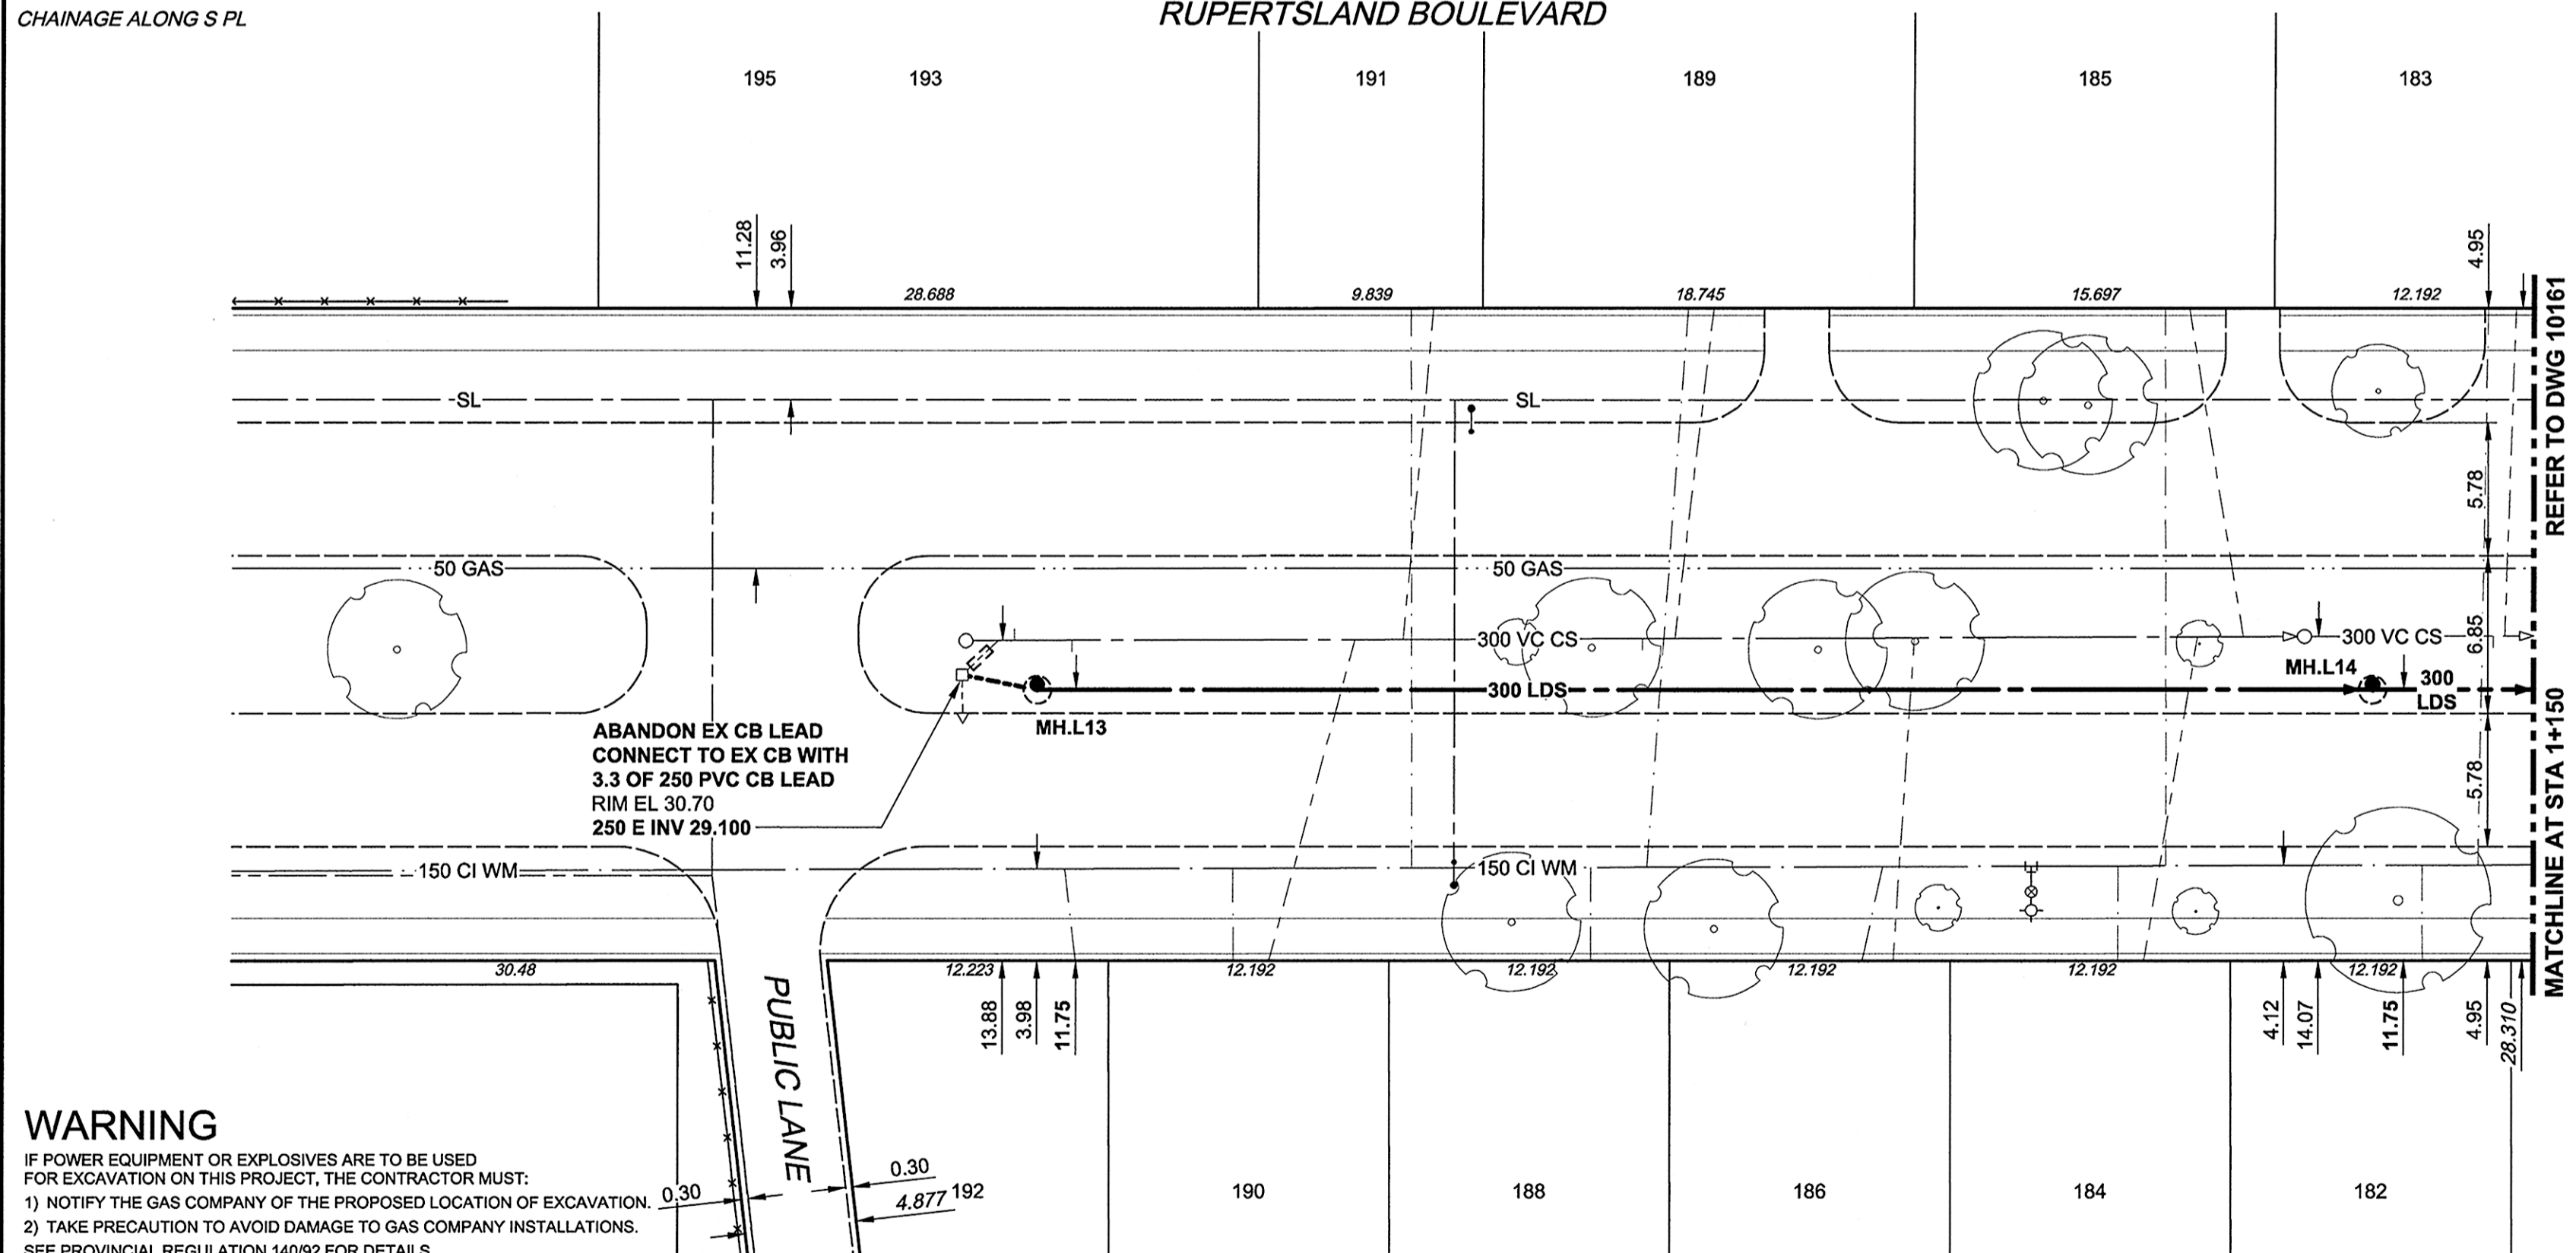 CHAINAGE ALONG S PL
RUPERTSLAND BOULEVARD
195
193
191
189
185
183
11.28
3.96
4.95
28.688
9.839
18.745
15.697
12.192
SL
SL
5.78
50 GAS
50 GAS
300 VC CS
300 VC CS
6.85
MH.L14
300 LDS
300
LDS
MH.L13
ABANDON EX CB LEAD
CONNECT TO EX CB WITH
3.3 OF 250 PVC CB LEAD
RIM EL 30.70
250 E INV 29.100
5.78
150 CI WM
150 CI WM
30.48
12.223
12.192
12.192
12.192
12.192
12.192
13.88
3.98
11.75
4.12
14.07
11.75
4.95
28.310
PUBLIC LANE
REFER TO DWG 10161
MATCHLINE AT STA 1+150
0.30
0.30
4.877
192
190
188
186
184
182
WARNING
IF POWER EQUIPMENT OR EXPLOSIVES ARE TO BE USED
FOR EXCAVATION ON THIS PROJECT, THE CONTRACTOR MUST:
1) NOTIFY THE GAS COMPANY OF THE PROPOSED LOCATION OF EXCAVATION.
2) TAKE PRECAUTION TO AVOID DAMAGE TO GAS COMPANY INSTALLATIONS.
SEE PROVINCIAL REGULATION 140/92 FOR DETAILS